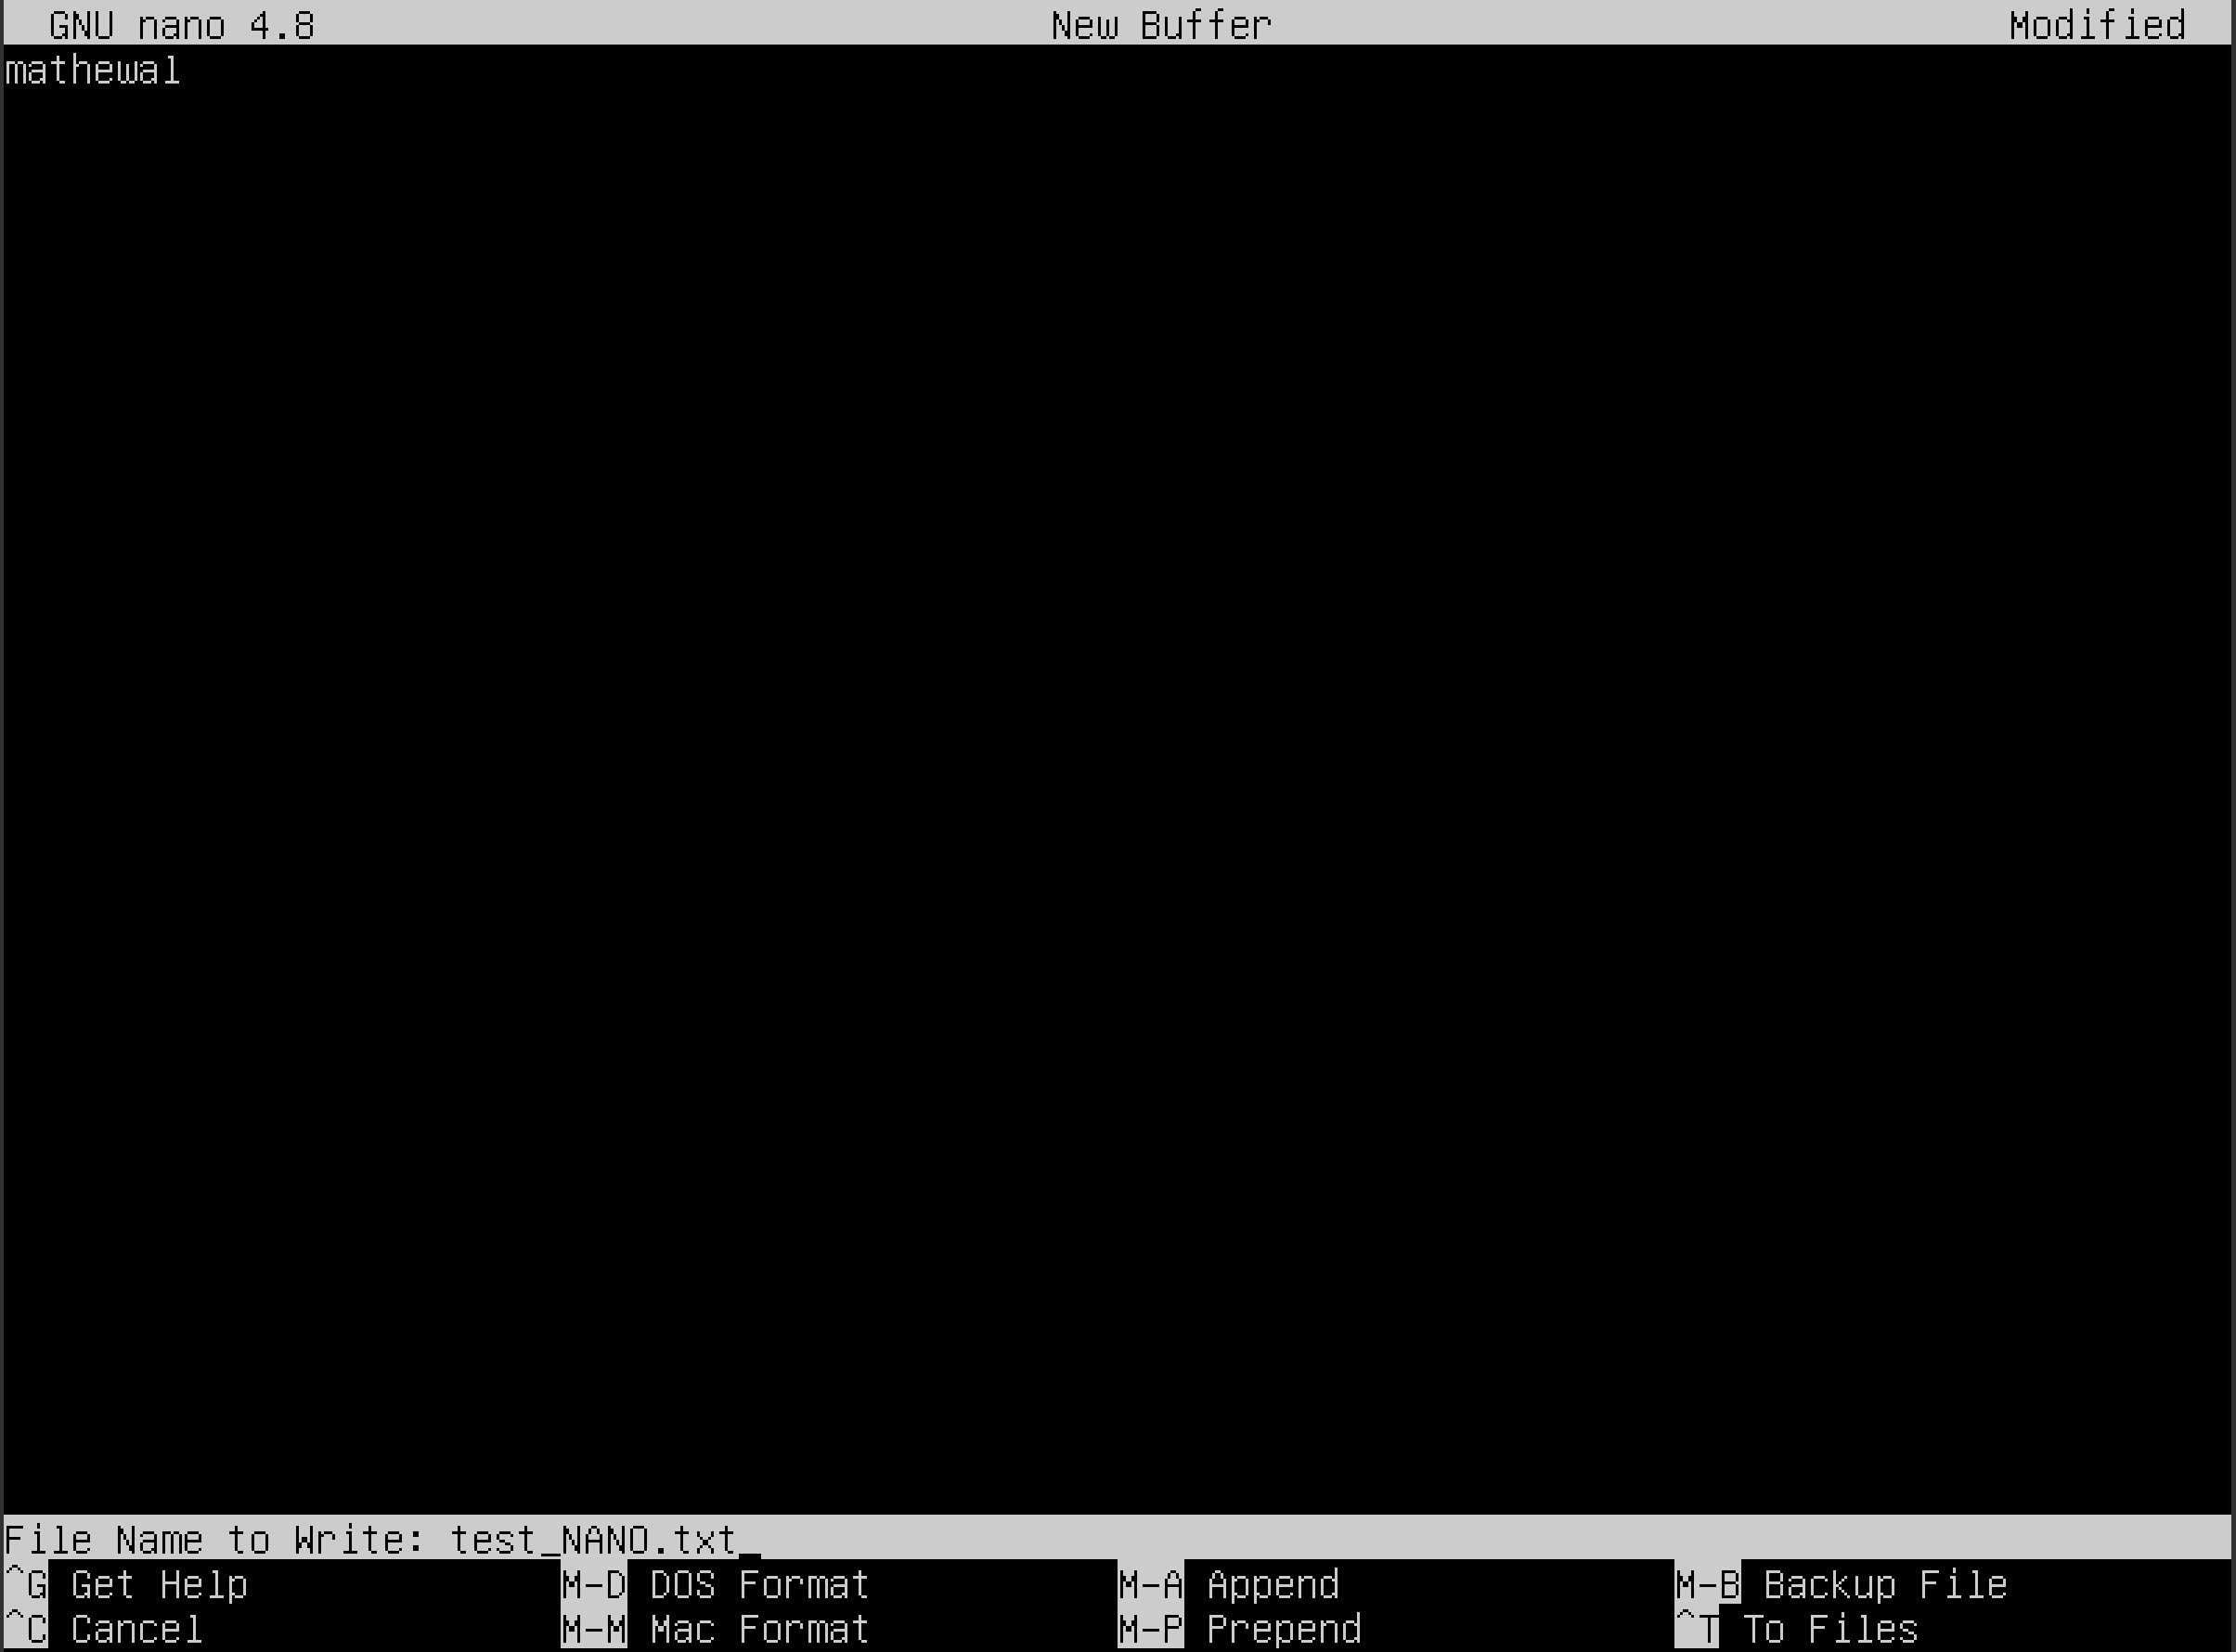 GNU nano 4.8 New Buffer Modified
mathewal
File Name to Write: test_NANO.txt
^G Get Help M-D DOS Format M-A Append M-B Backup File
^C Cancel M-M Mac Format M-P Prepend ^T To Files